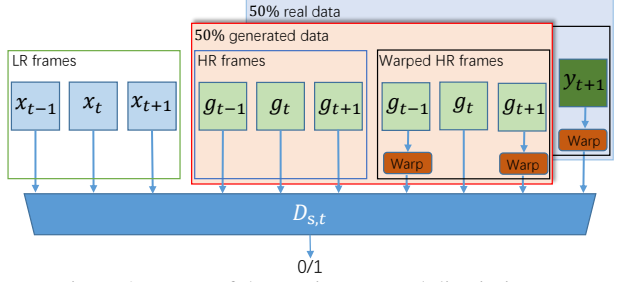 50% real data
50% generated data
LR frames
HR frames
Warped HR frames
x_{t-1} x_t x_{t+1} g_{t-1} g_t g_{t+1} g_{t-1} g_t g_{t+1} y_{t+1}
Warp Warp Warp
D_{s,t}
0/1